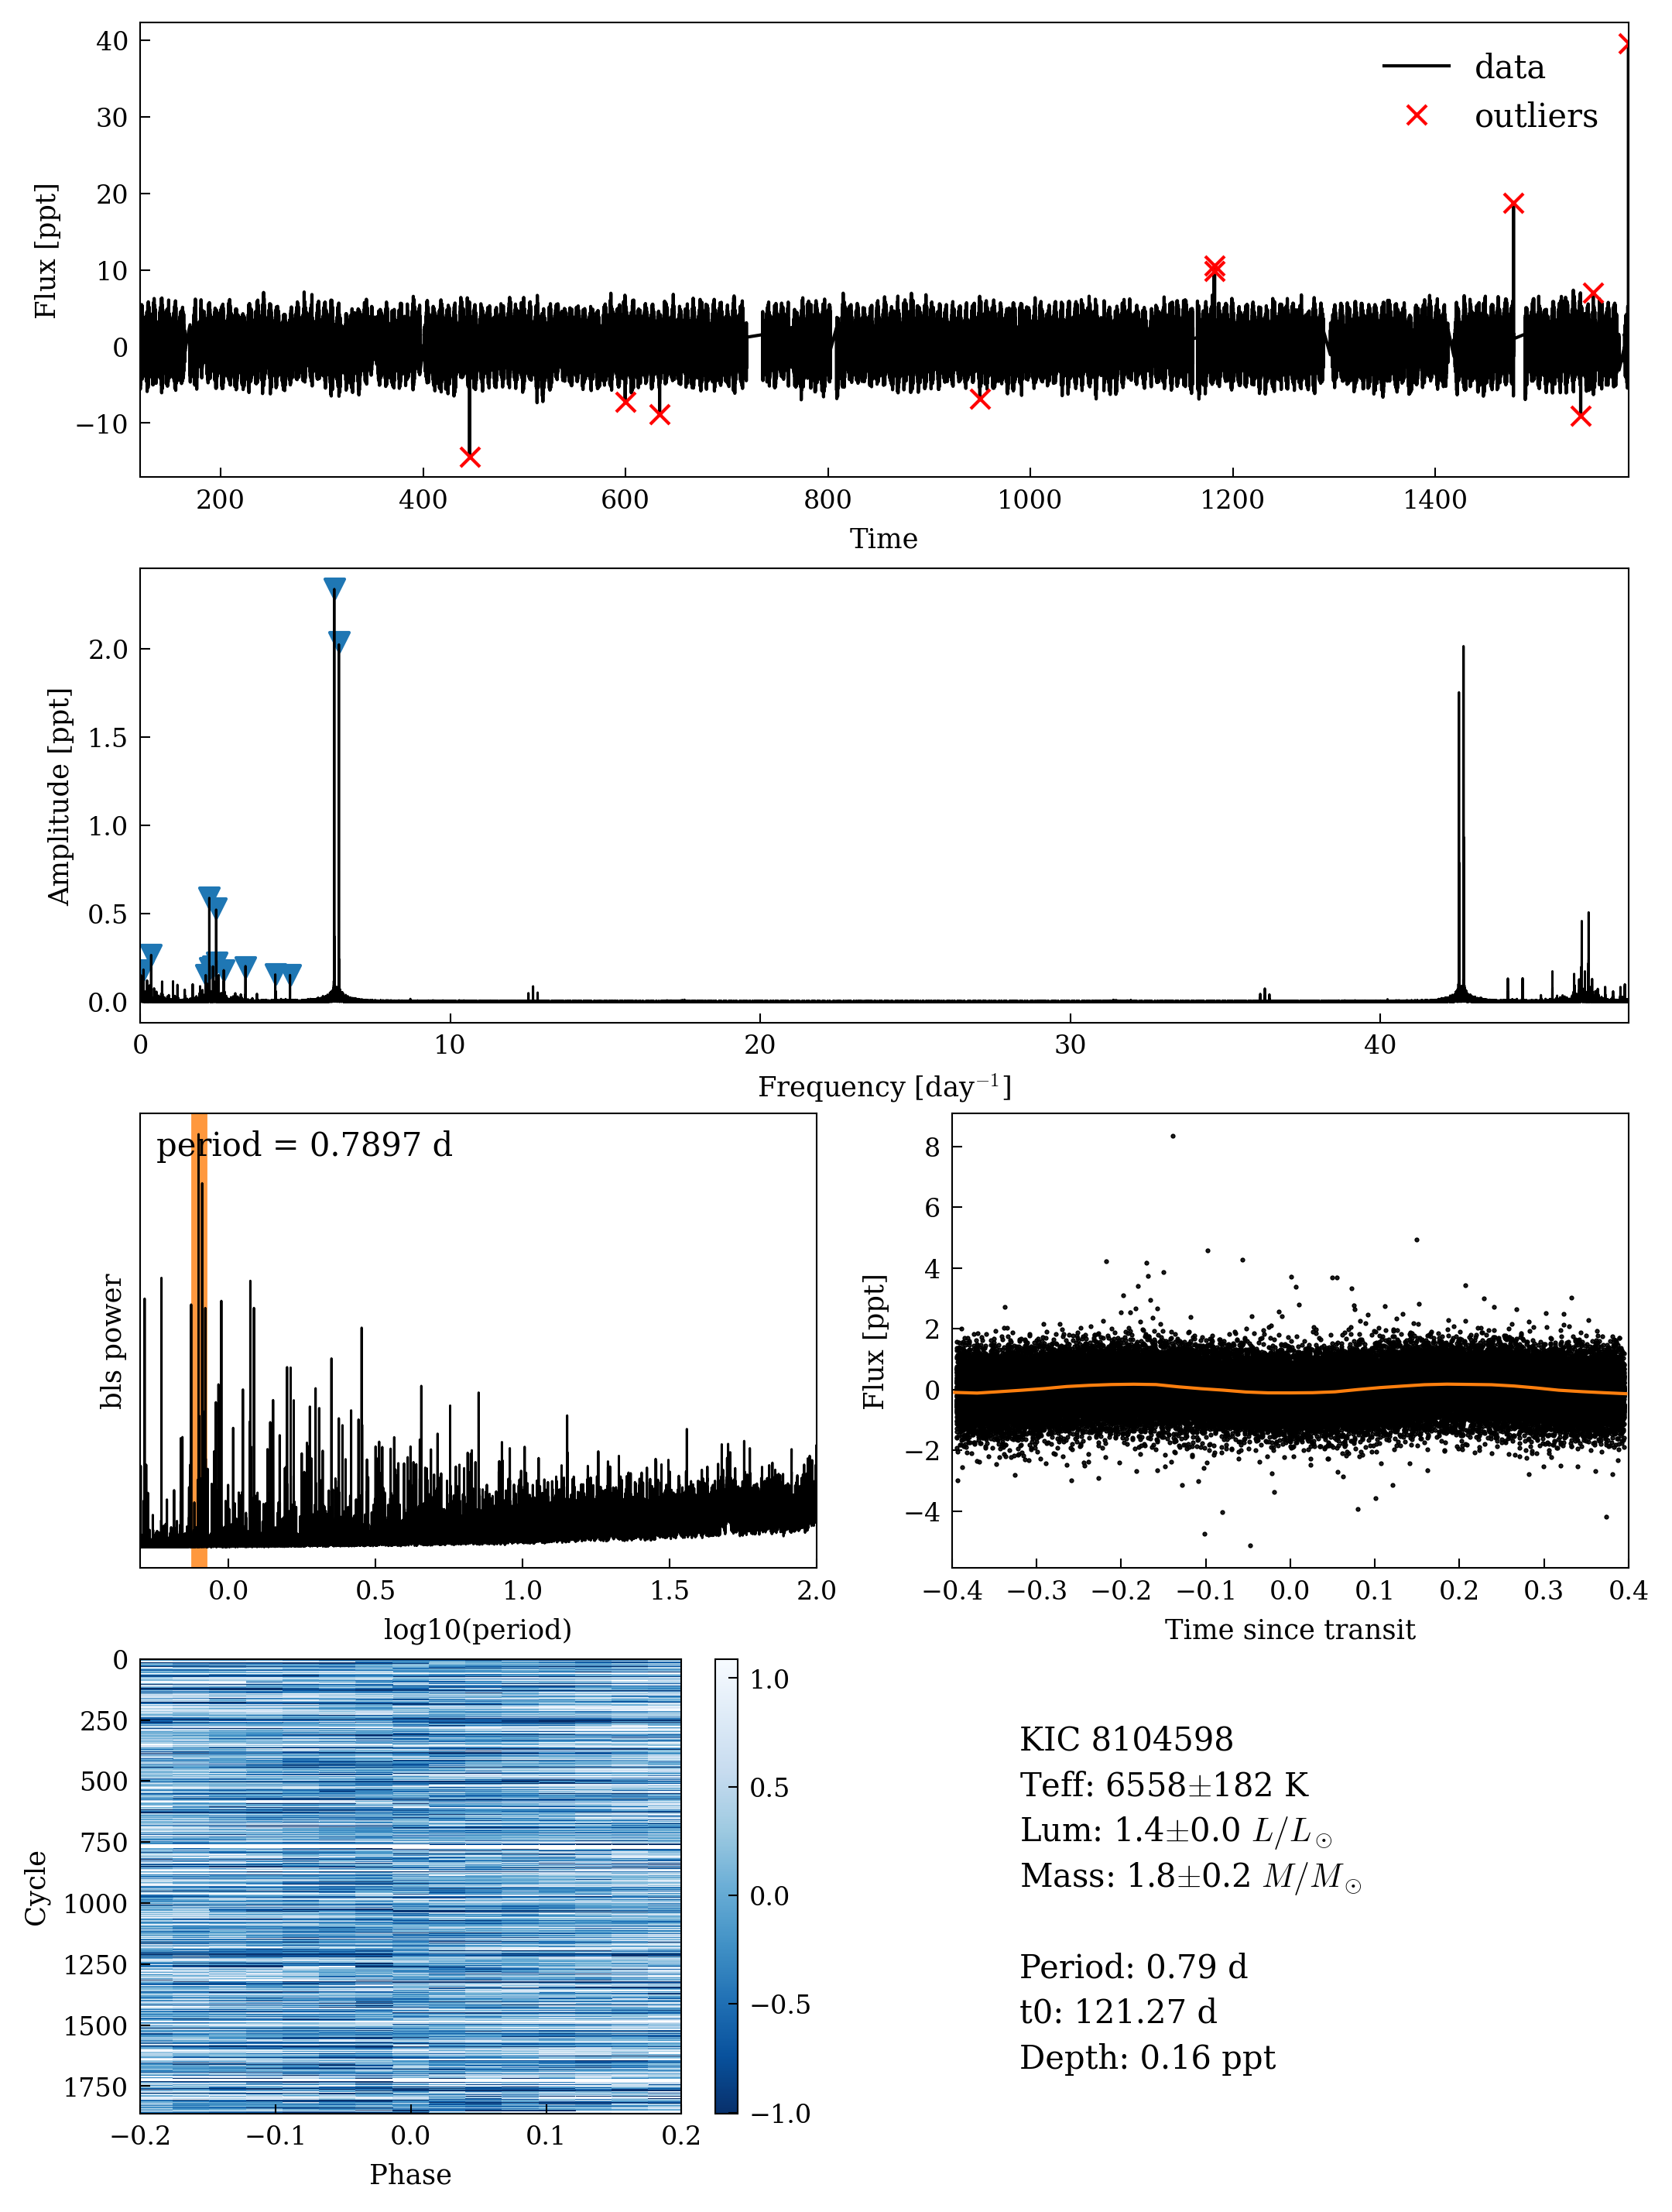 40
30
20
10
0
−10
Flux [ppt]
data
outliers
200 400 600 800 1000 1200 1400
Time
2.0
1.5
1.0
0.5
0.0
Amplitude [ppt]
0 10 20 30 40
Frequency [day⁻¹]
period = 0.7897 d
bls power
0.0 0.5 1.0 1.5 2.0
log10(period)
8
6
4
2
0
−2
−4
Flux [ppt]
−0.4 −0.3 −0.2 −0.1 0.0 0.1 0.2 0.3 0.4
Time since transit
0
250
500
750
1000
1250
1500
1750
Cycle
−0.2 −0.1 0.0 0.1 0.2
Phase
1.0
0.5
0.0
−0.5
−1.0
KIC 8104598
Teff: 6558±182 K
Lum: 1.4±0.0 L/L⊙
Mass: 1.8±0.2 M/M⊙
Period: 0.79 d
t0: 121.27 d
Depth: 0.16 ppt